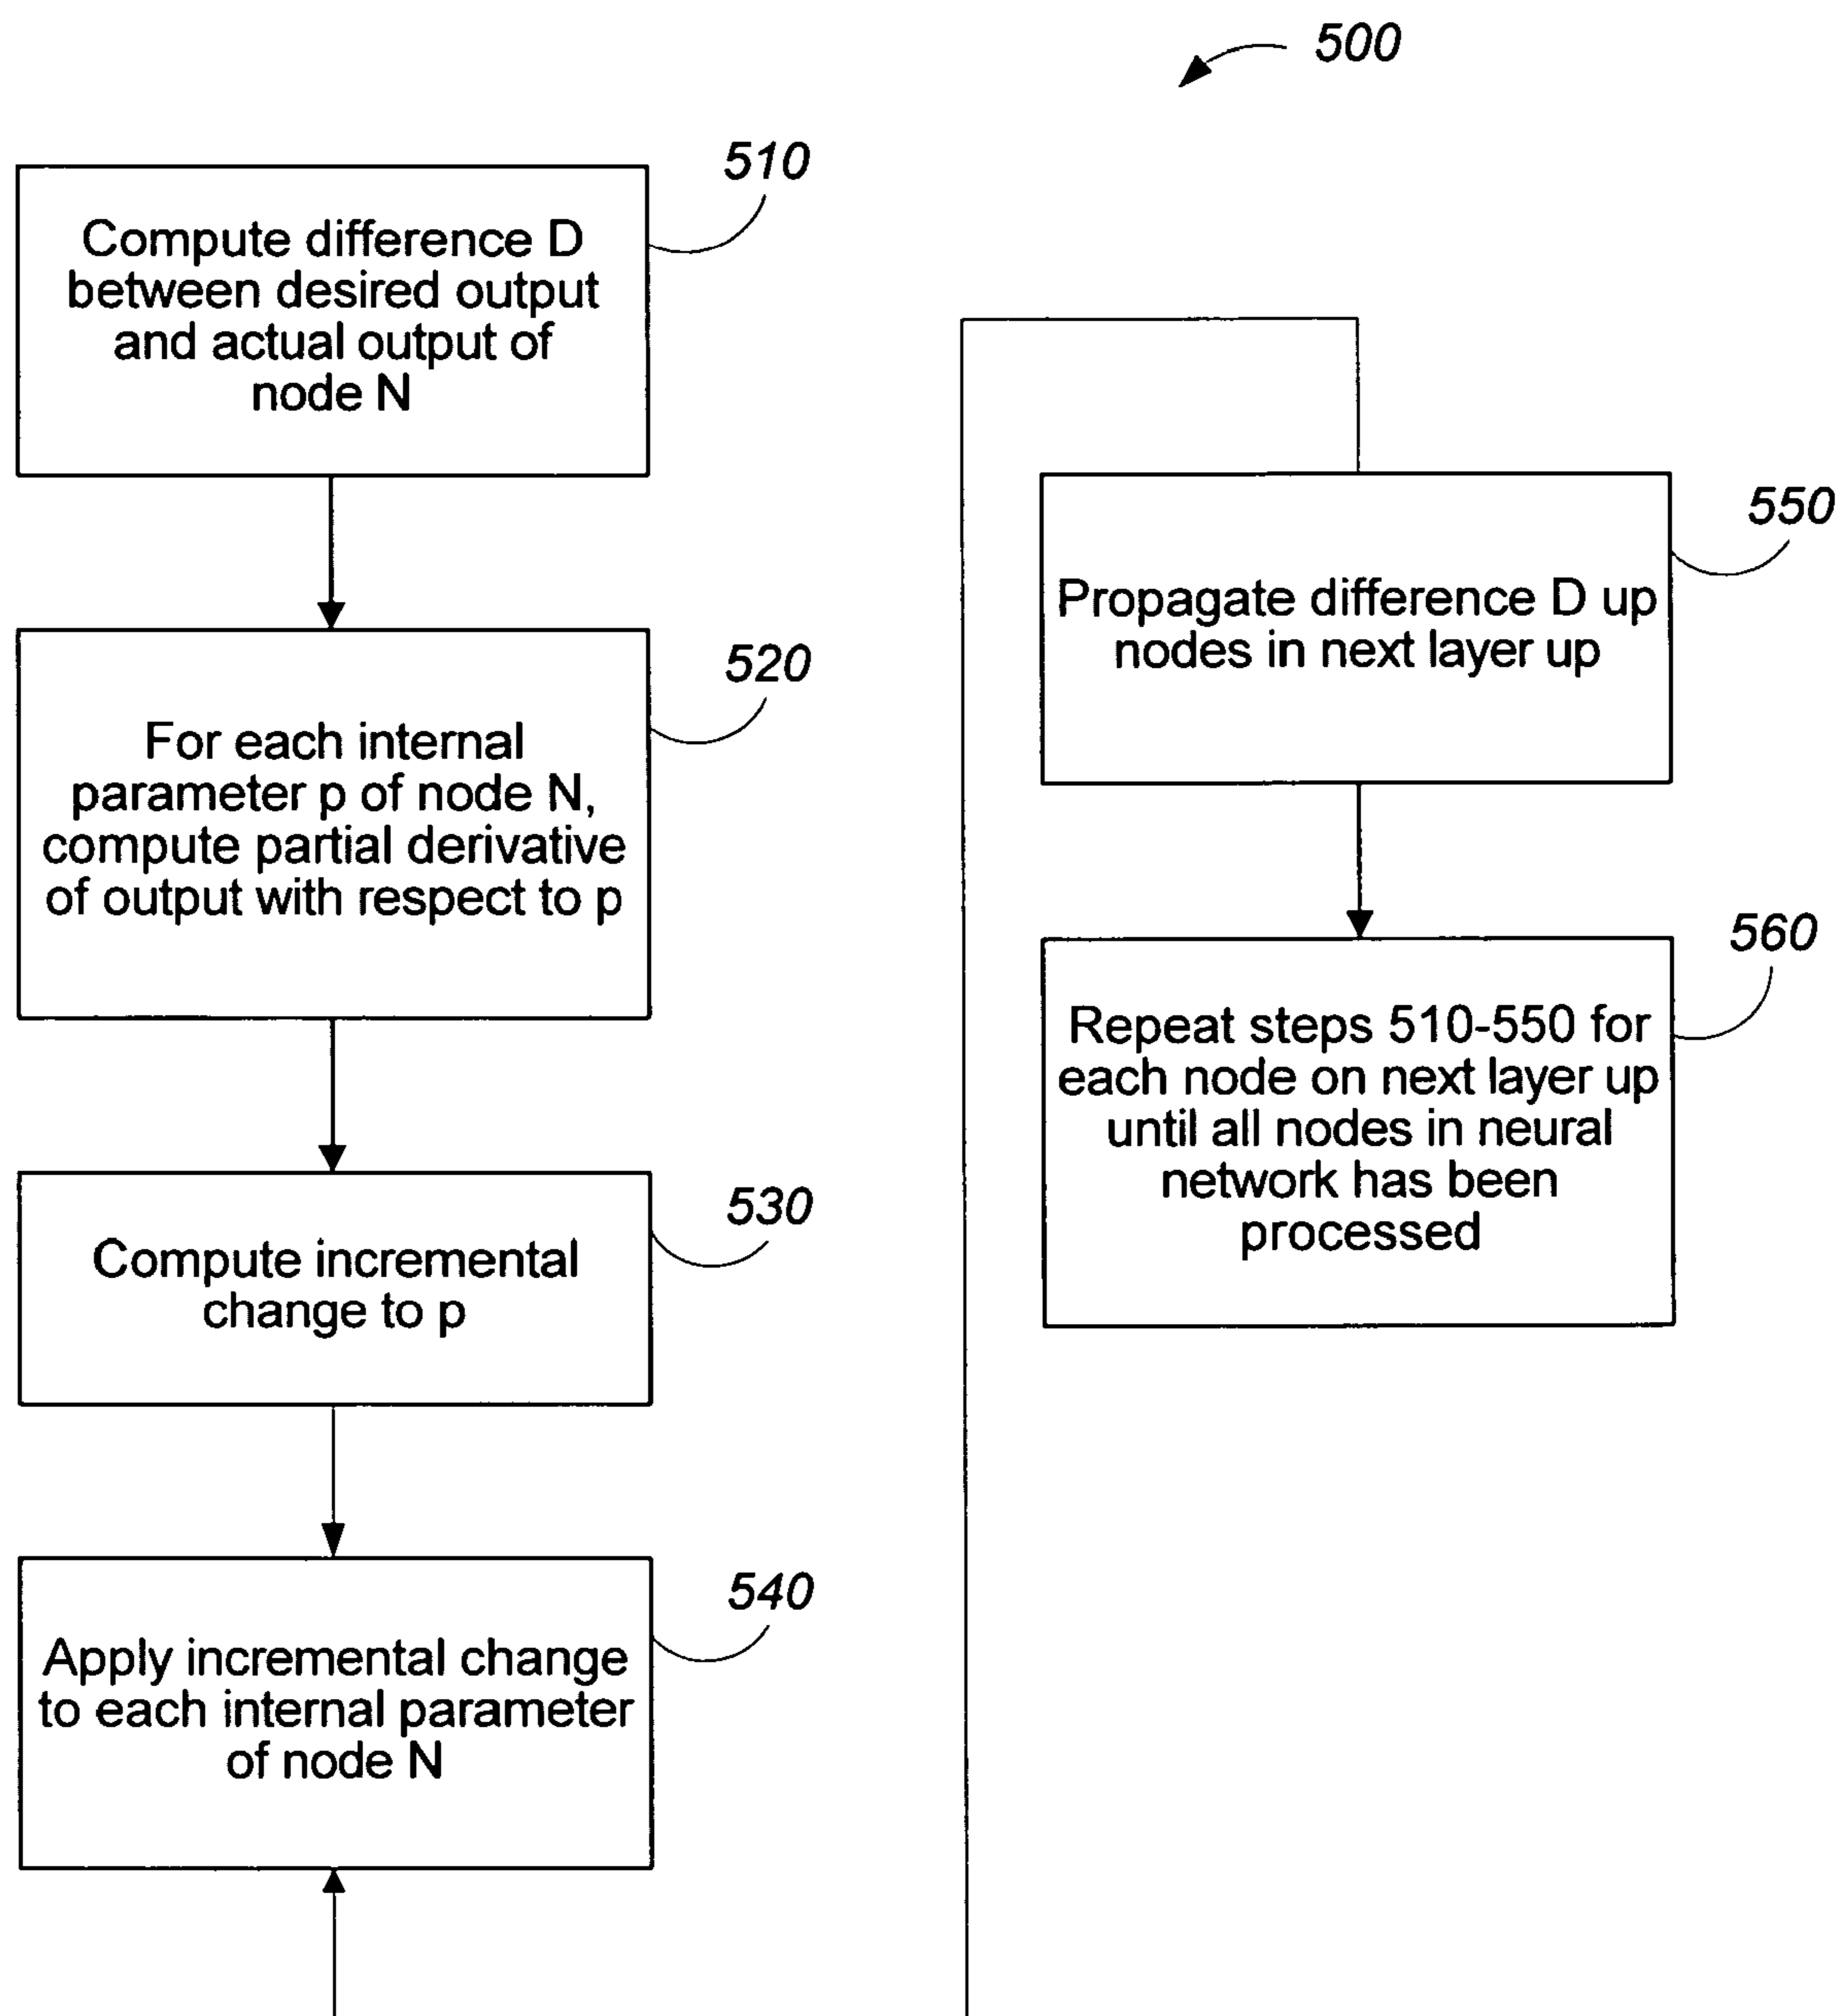 500
510
Compute difference D
between desired output
and actual output of
node N
520
For each internal
parameter p of node N,
compute partial derivative
of output with respect to p
530
Compute incremental
change to p
540
Apply incremental change
to each internal parameter
of node N
550
Propagate difference D up
nodes in next layer up
560
Repeat steps 510-550 for
each node on next layer up
until all nodes in neural
network has been
processed